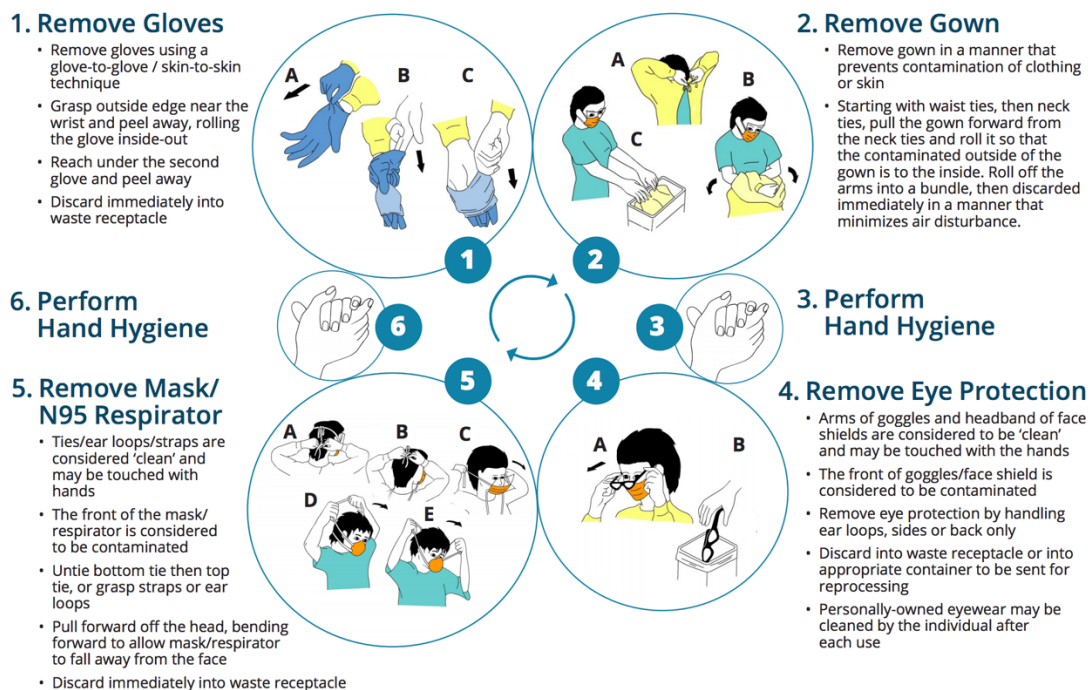 1. Remove Gloves
• Remove gloves using a
glove-to-glove / skin-to-skin
technique
• Grasp outside edge near the
wrist and peel away, rolling
the glove inside-out
• Reach under the second
glove and peel away
• Discard immediately into
waste receptacle
A
B
C
1
2. Remove Gown
• Remove gown in a manner that
prevents contamination of clothing
or skin
• Starting with waist ties, then neck
ties, pull the gown forward from
the neck ties and roll it so that
the contaminated outside of the
gown is to the inside. Roll off the
arms into a bundle, then discarded
immediately in a manner that
minimizes air disturbance.
A
B
C
2
3. Perform
Hand Hygiene
3
4. Remove Eye Protection
• Arms of goggles and headband of face
shields are considered to be ‘clean’
and may be touched with the hands
• The front of goggles/face shield is
considered to be contaminated
• Remove eye protection by handling
ear loops, sides or back only
• Discard into waste receptacle or into
appropriate container to be sent for
reprocessing
• Personally-owned eyewear may be
cleaned by the individual after
each use
A
B
4
5. Remove Mask/
N95 Respirator
• Ties/ear loops/straps are
considered ‘clean’ and
may be touched with
hands
• The front of the mask/
respirator is considered
to be contaminated
• Untie bottom tie then top
tie, or grasp straps or ear
loops
• Pull forward off the head, bending
forward to allow mask/respirator
to fall away from the face
• Discard immediately into waste receptacle
A
B
C
D
E
5
6. Perform
Hand Hygiene
6